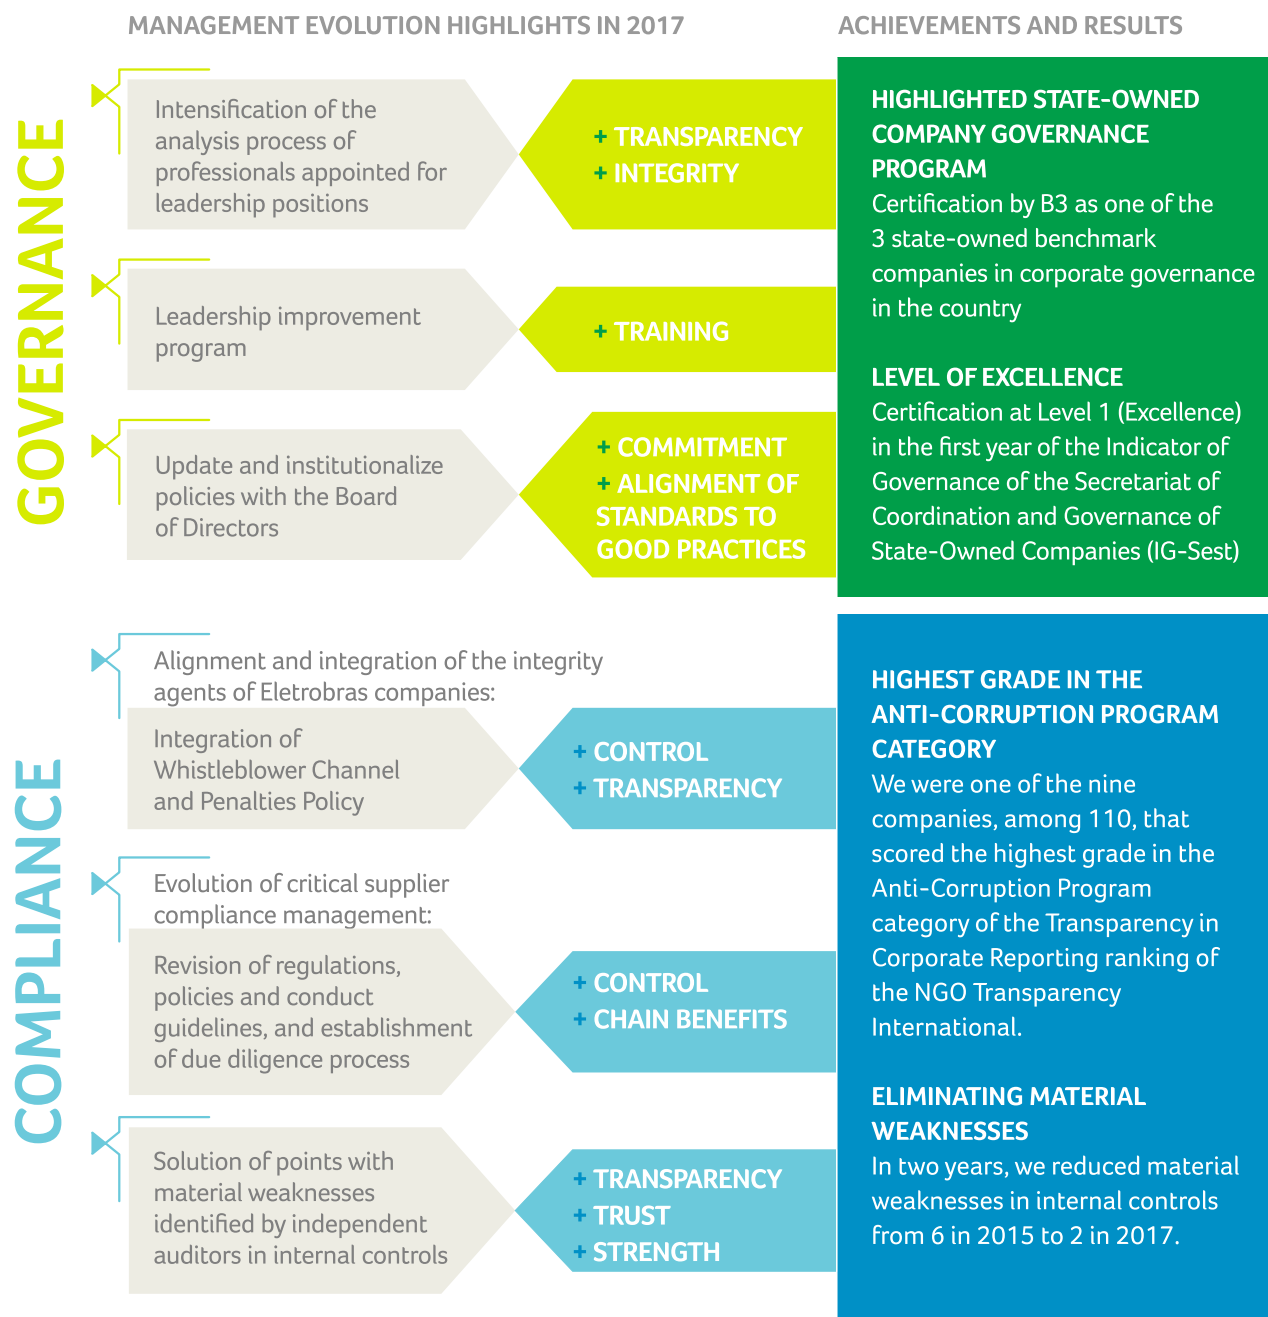 MANAGEMENT EVOLUTION HIGHLIGHTS IN 2017
ACHIEVEMENTS AND RESULTS
GOVERNANCE
Intensification of the
analysis process of
professionals appointed for
leadership positions
+ TRANSPARENCY
+ INTEGRITY
Leadership improvement
program
+ TRAINING
Update and institutionalize
policies with the Board
of Directors
+ COMMITMENT
+ ALIGNMENT OF
STANDARDS TO
GOOD PRACTICES
HIGHLIGHTED STATE-OWNED
COMPANY GOVERNANCE
PROGRAM
Certification by B3 as one of the
3 state-owned benchmark
companies in corporate governance
in the country
LEVEL OF EXCELLENCE
Certification at Level 1 (Excellence)
in the first year of the Indicator of
Governance of the Secretariat of
Coordination and Governance of
State-Owned Companies (IG-Sest)
COMPLIANCE
Alignment and integration of the integrity
agents of Eletrobras companies:
Integration of
Whistleblower Channel
and Penalties Policy
+ CONTROL
+ TRANSPARENCY
Evolution of critical supplier
compliance management:
Revision of regulations,
policies and conduct
guidelines, and establishment
of due diligence process
+ CONTROL
+ CHAIN BENEFITS
Solution of points with
material weaknesses
identified by independent
auditors in internal controls
+ TRANSPARENCY
+ TRUST
+ STRENGTH
HIGHEST GRADE IN THE
ANTI-CORRUPTION PROGRAM
CATEGORY
We were one of the nine
companies, among 110, that
scored the highest grade in the
Anti-Corruption Program
category of the Transparency in
Corporate Reporting ranking of
the NGO Transparency
International.
ELIMINATING MATERIAL
WEAKNESSES
In two years, we reduced material
weaknesses in internal controls
from 6 in 2015 to 2 in 2017.